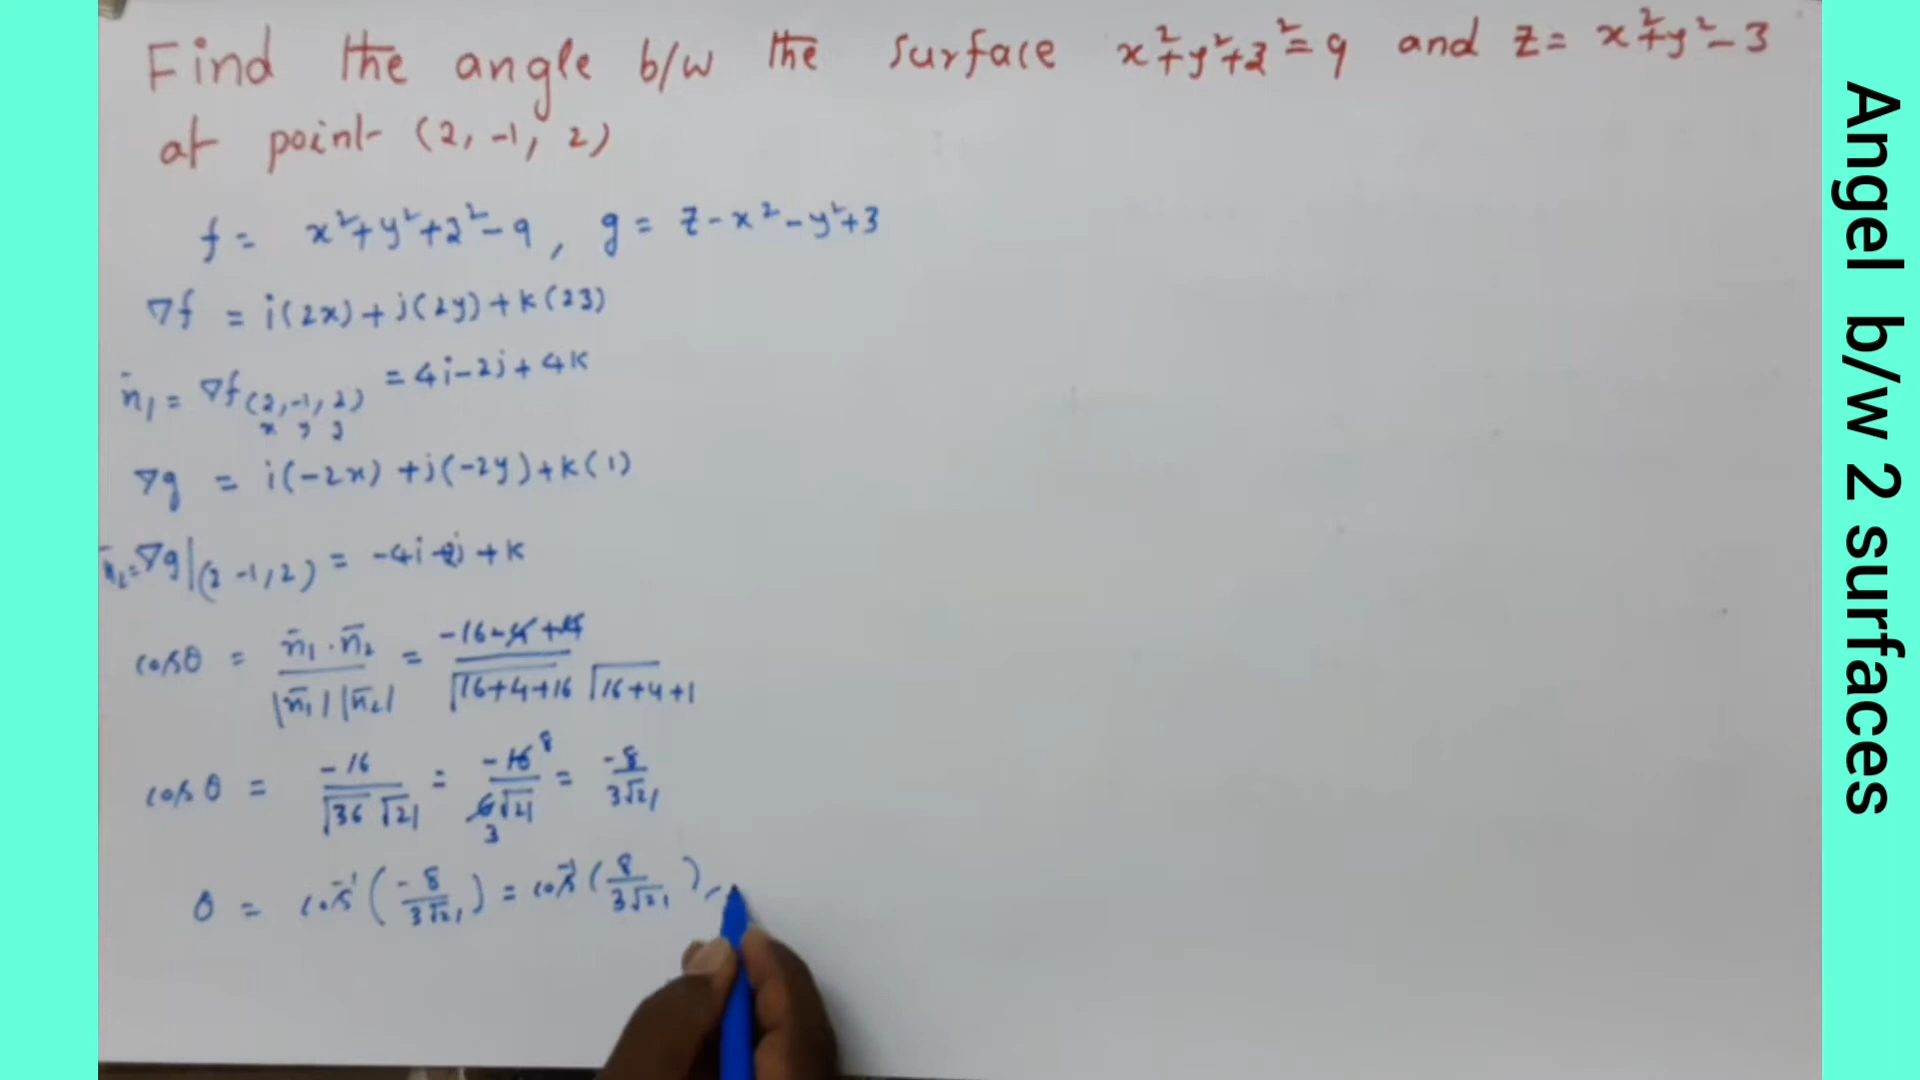 Find the angle b/w the surface x²+y²+z²=9 and z= x²+y²-3
at point (2, -1, 2)
f = x²+y²+z²-9, g = z-x²-y²+3
∇f = i(2x)+j(2y)+k(2z)
n̄₁ = ∇f(2,-1,2) = 4i-2j+4k
x y z
∇g = i(-2x)+j(-2y)+k(1)
∇g|(2 -1,2) = -4i j +k
cosθ = n̄₁·n̄₂ / |n̄₁||n̄₂| = -16-4+4 / √16+4+16 √16+4+1
cosθ = -16 / √36 √21 = -16 8 / 6√21 3 = -8 / 3√21
θ = cos⁻¹(-8 / 3√21) = cos⁻¹(8 / 3√21)
Angel b/w 2 surfaces